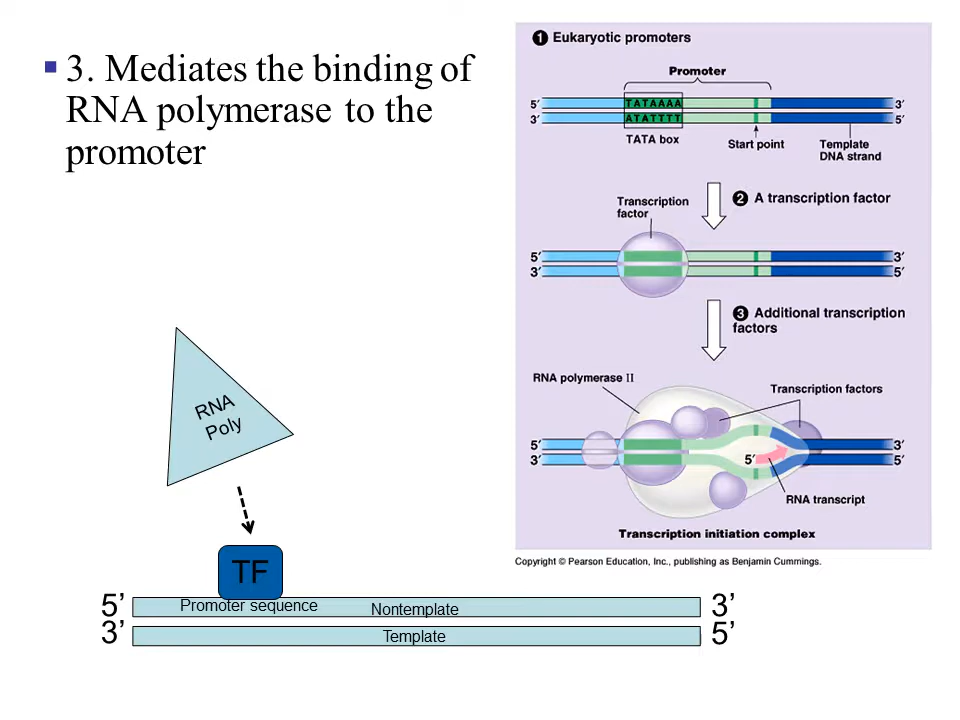 3. Mediates the binding of
RNA polymerase to the
promoter
1 Eukaryotic promoters
Promoter
5′ TATAAAA 3′
3′ ATATTTT 5′
TATA box
Start point
Template
DNA strand
2 A transcription factor
Transcription
factor
5′ 3′
3′ 5′
3 Additional transcription
factors
RNA polymerase II
Transcription factors
5′ 3′
3′ 5′ 5′
RNA transcript
Transcription initiation complex
Copyright © Pearson Education, Inc., publishing as Benjamin Cummings.
RNA
Poly
TF
5’ Promoter sequence Nontemplate 3’
3’ Template 5’